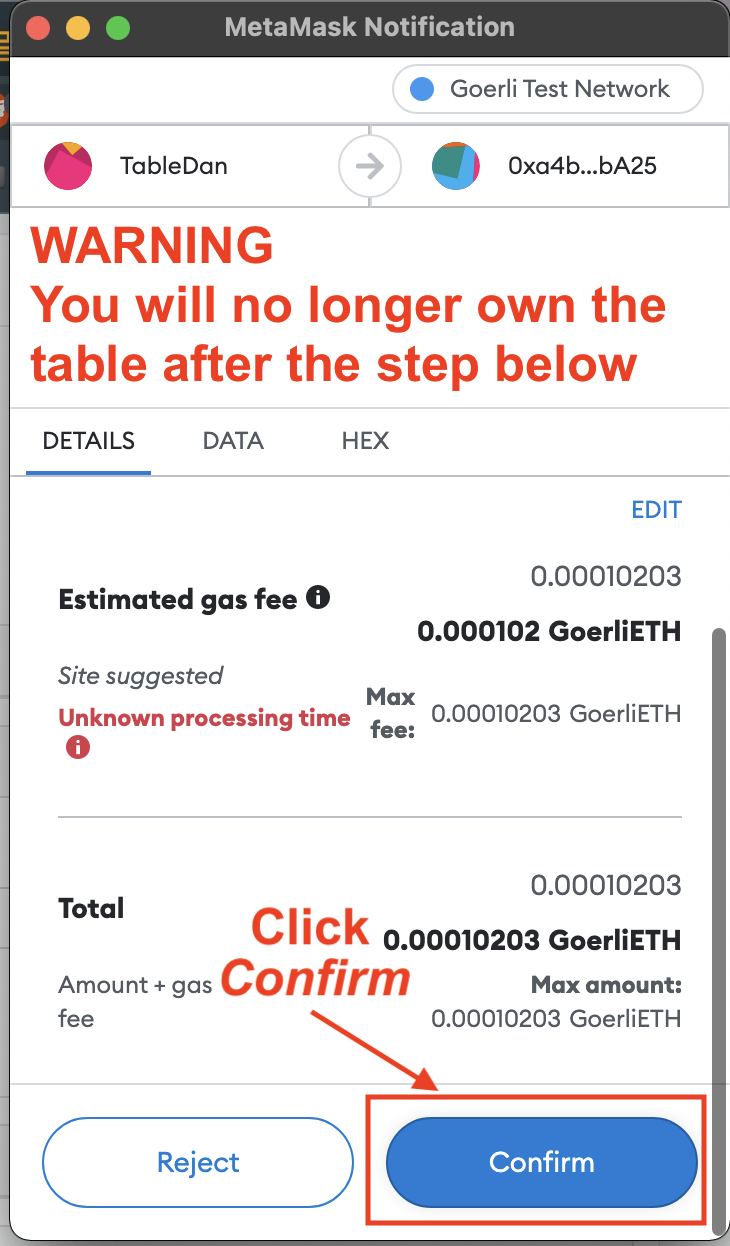 MetaMask Notification
Goerli Test Network
TableDan
0xa4b...bA25
WARNING
You will no longer own the
table after the step below
DETAILS
DATA
HEX
EDIT
0.00010203
Estimated gas fee
0.000102 GoerliETH
Site suggested
Unknown processing time
Max
fee:
0.00010203 GoerliETH
0.00010203
Total
Click
Confirm
0.00010203 GoerliETH
Amount + gas
fee
Max amount:
0.00010203 GoerliETH
Reject
Confirm